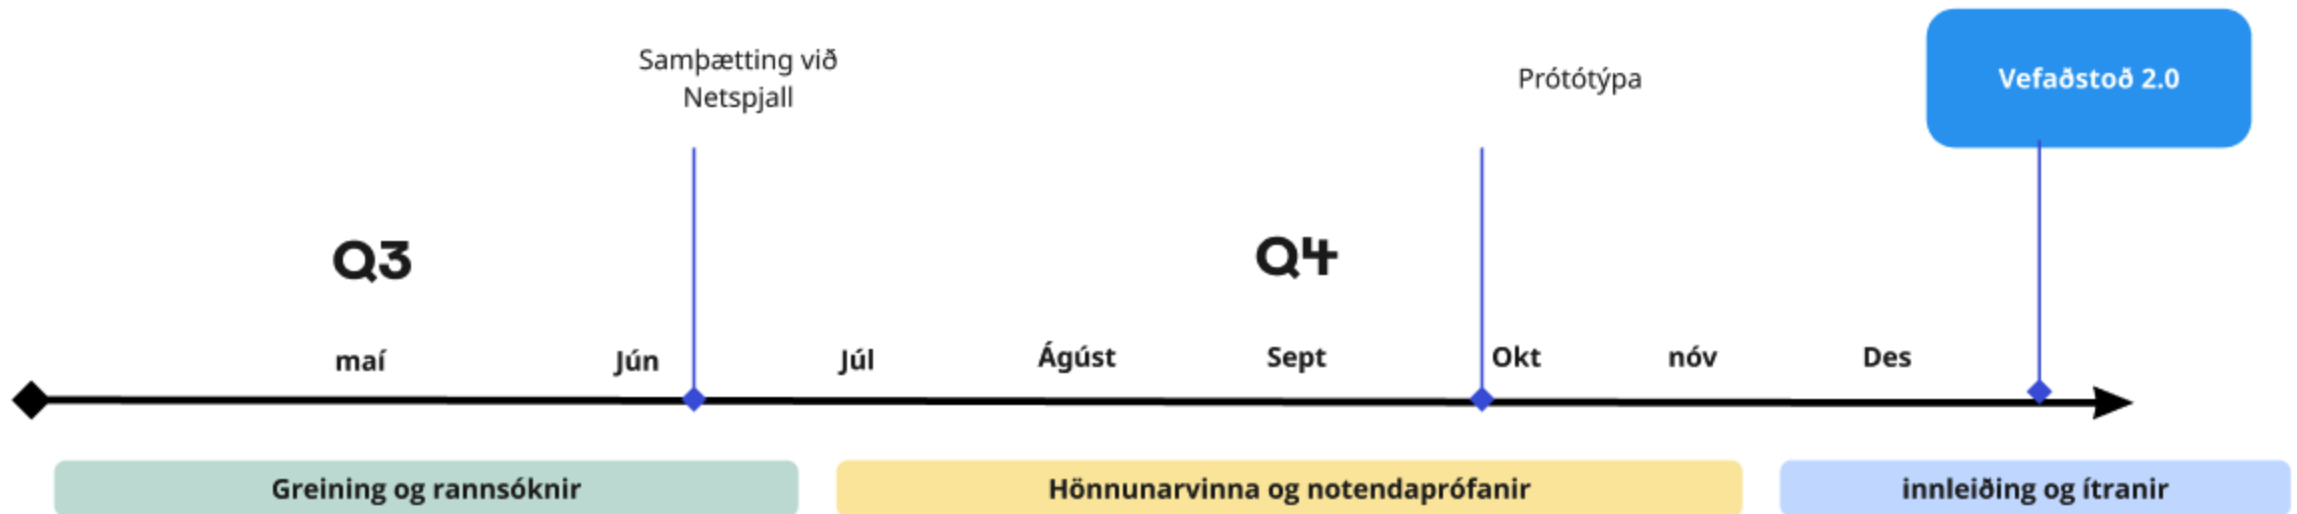 Samþætting við
Netspjall
Prótótýpa
Vefaðstoð 2.0
Q3
Q4
maí
Jún
Júl
Ágúst
Sept
Okt
nóv
Des
Greining og rannsóknir
Hönnunarvinna og notendaprófanir
innleiðing og ítranir